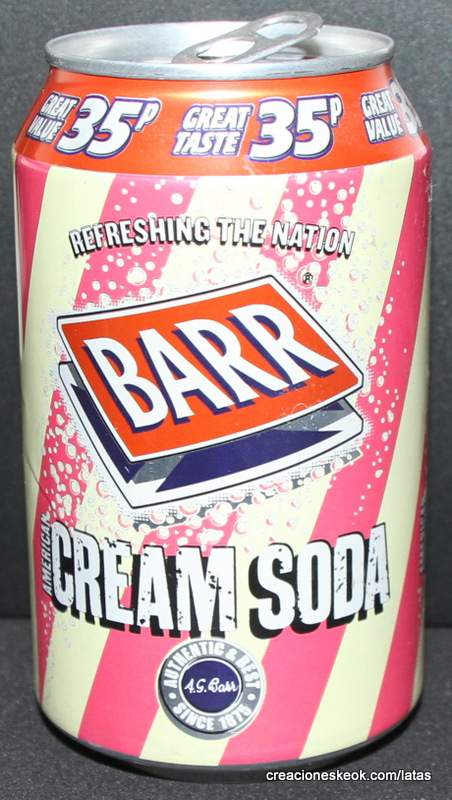 GREAT VALUE 35P
GREAT TASTE 35P
GREAT VALUE
REFRESHING THE NATION
®
BARR
AMERICAN
CREAM SODA
AUTHENTIC & BEST
A.G. Barr
SINCE 1875
creacioneskeok.com/latas